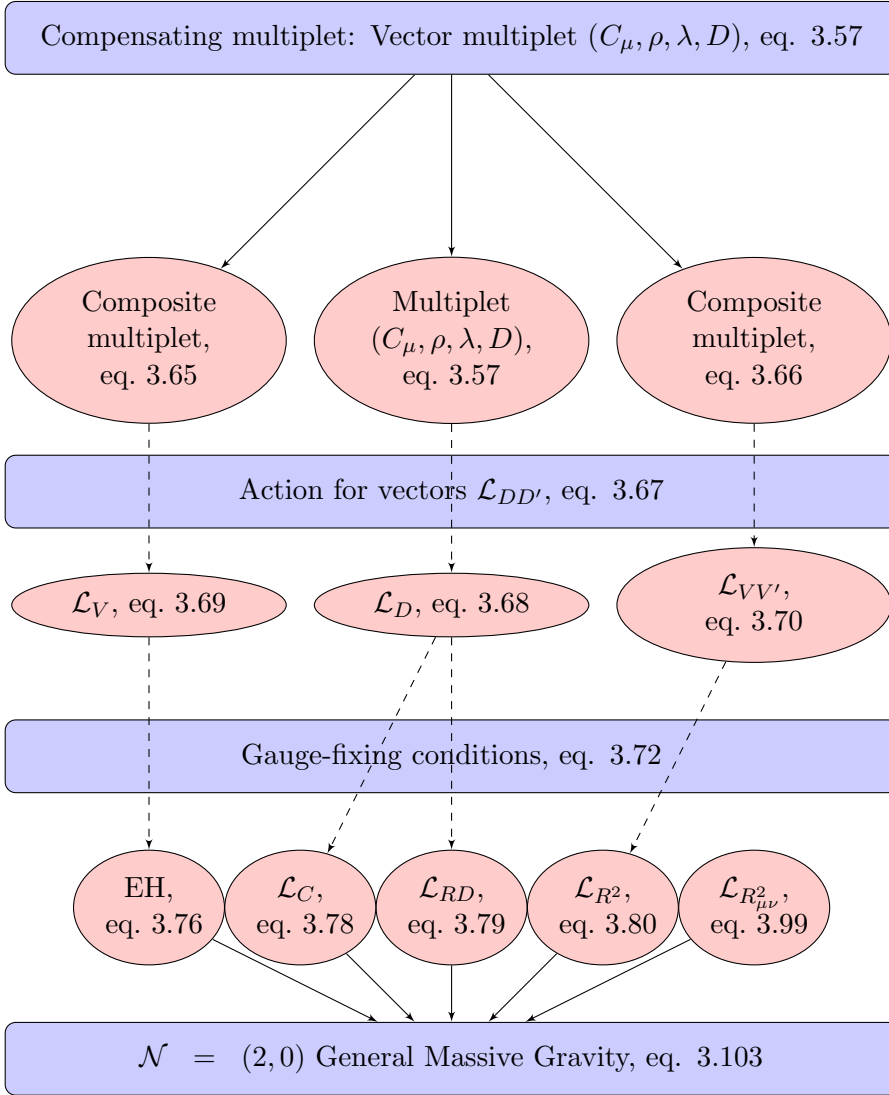 Compensating multiplet: Vector multiplet (C_μ, ρ, λ, D), eq. 3.57
Composite
multiplet,
eq. 3.65
Multiplet
(C_μ, ρ, λ, D),
eq. 3.57
Composite
multiplet,
eq. 3.66
Action for vectors ℒ_{DD′}, eq. 3.67
ℒ_V, eq. 3.69
ℒ_D, eq. 3.68
ℒ_{VV′},
eq. 3.70
Gauge-fixing conditions, eq. 3.72
EH,
eq. 3.76
ℒ_C,
eq. 3.78
ℒ_{RD},
eq. 3.79
ℒ_{R²},
eq. 3.80
ℒ_{R²_{μν}},
eq. 3.99
𝒩 = (2, 0) General Massive Gravity, eq. 3.103